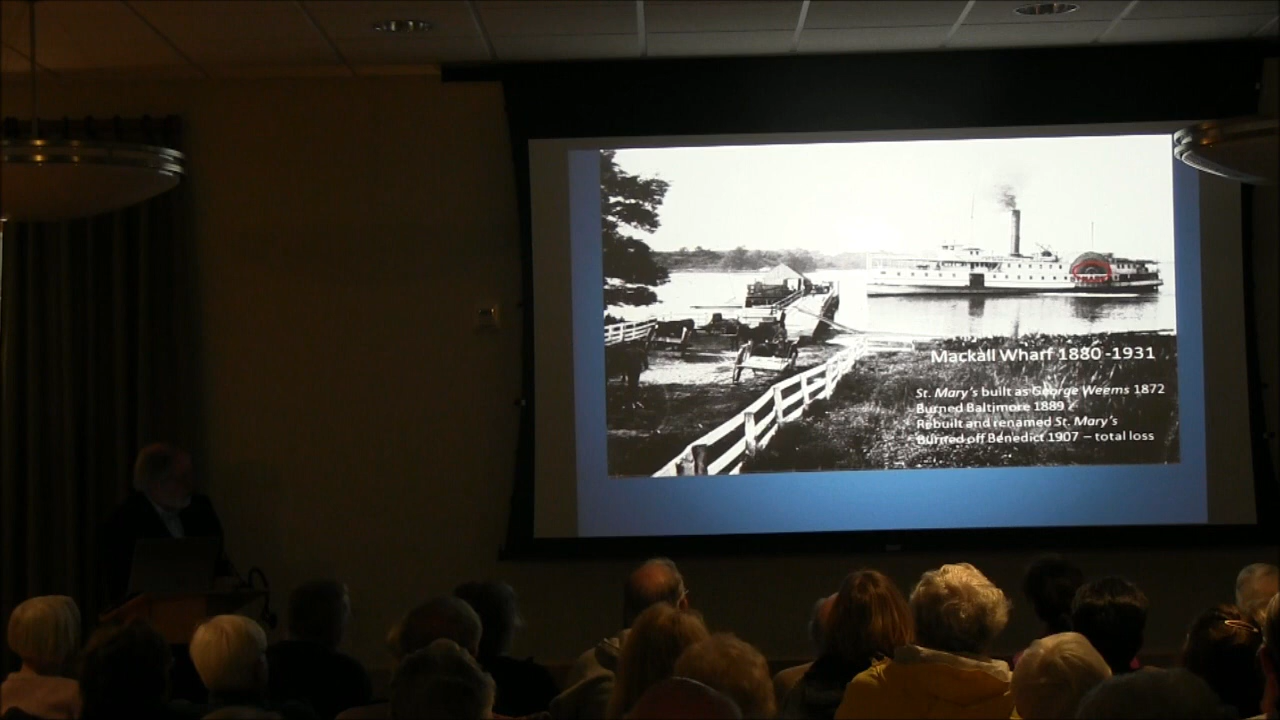 Mackall Wharf 1880 -1931
St. Mary's built as George Weems 1872
Burned Baltimore 1889
Rebuilt and renamed St. Mary's
Burned off Benedict 1907 – total loss